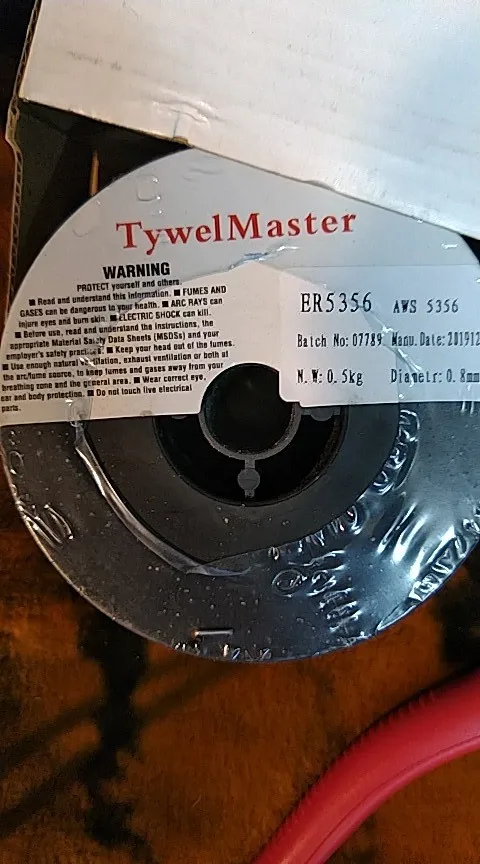 TywelMaster
WARNING
PROTECT yourself and others.
■ Read and understand this information. ■ FUMES AND
GASES can be dangerous to your health. ■ ARC RAYS can
injure eyes and burn skin. ■ ELECTRIC SHOCK can kill.
■ Before use, read and understand the instructions, the
appropriate Material Safety Data Sheets (MSDSs) and your
employer's safety practices. ■ Keep your head out of the fumes.
■ Use enough natural ventilation, exhaust ventilation or both at
the arc/fume source, to keep fumes and gases away from your
breathing zone and the general area. ■ Wear correct eye,
ear and body protection. ■ Do not touch live electrical
parts.
ER5356 AWS 5356
Batch No:07789 Manu.Date:201912
N.W:0.5kg Diametr:0.8mm